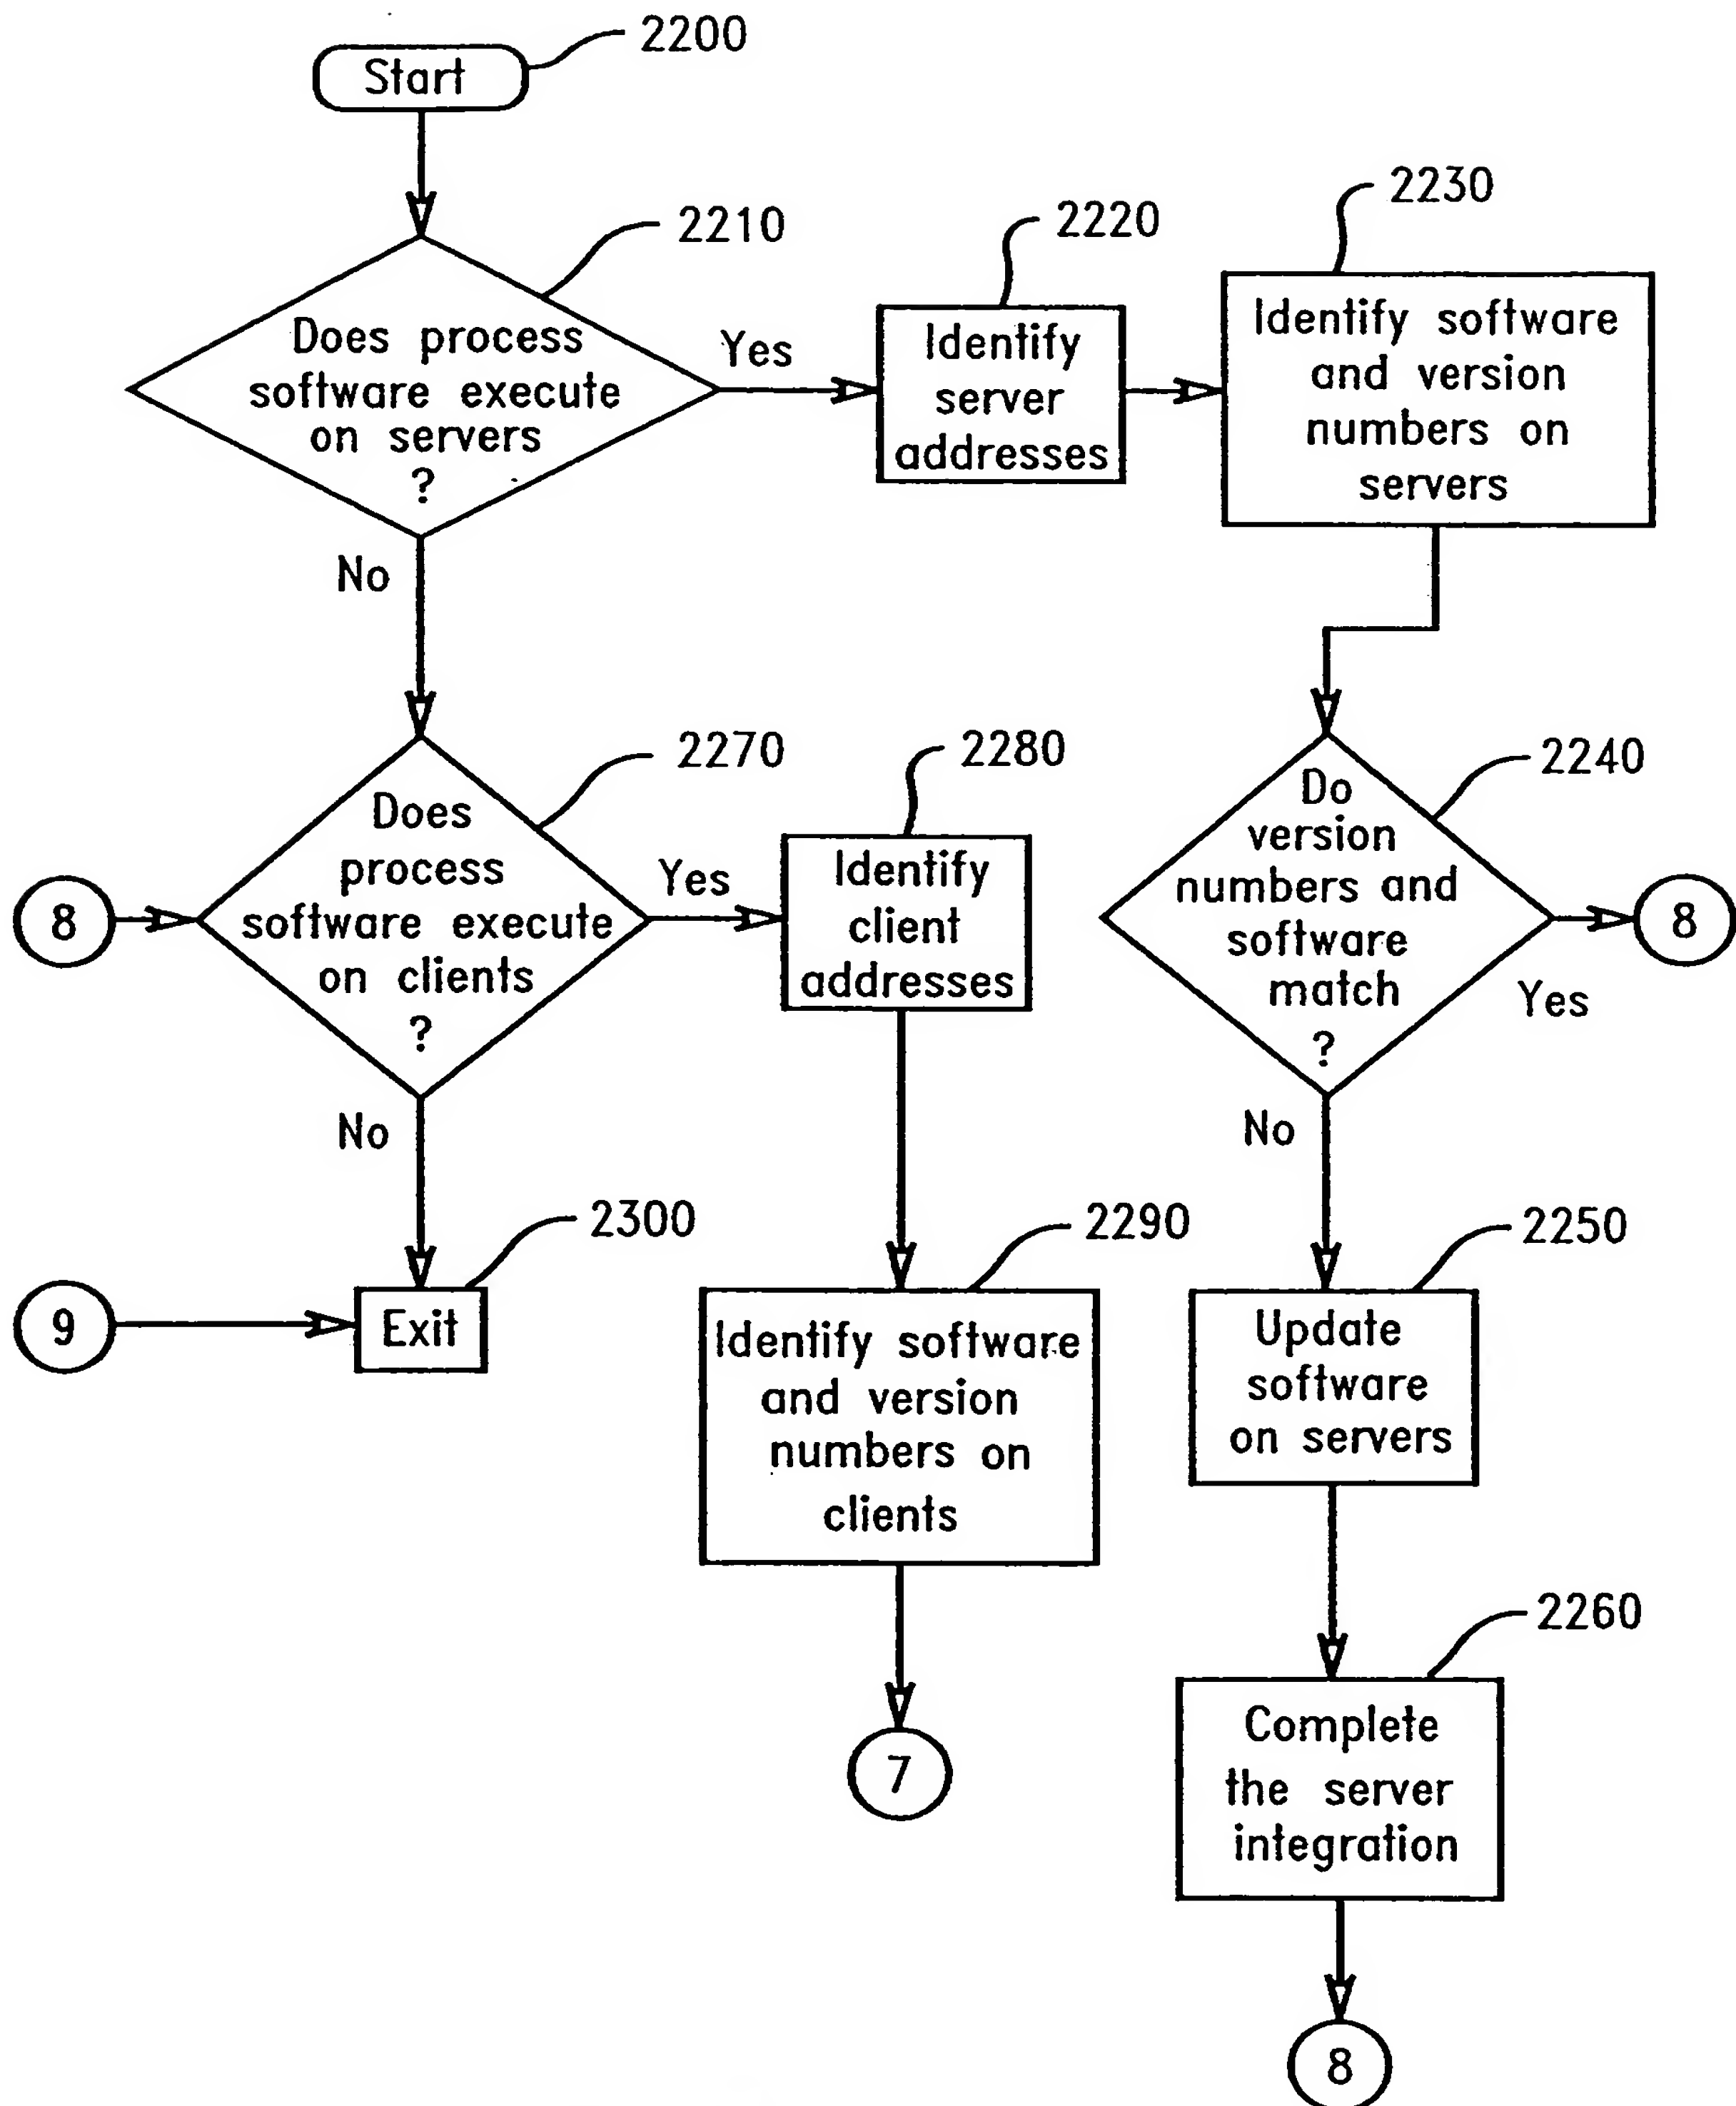 2200
Start
2210
Does process
software execute
on servers
?
Yes
2220
Identify
server
addresses
2230
Identify software
and version
numbers on
servers
No
2270
Does
process
software execute
on clients
?
8
Yes
2280
Identify
client
addresses
2240
Do
version
numbers and
software
match
?
8
Yes
No
2300
Exit
9
2290
Identify software
and version
numbers on
clients
7
No
2250
Update
software
on servers
2260
Complete
the server
integration
8